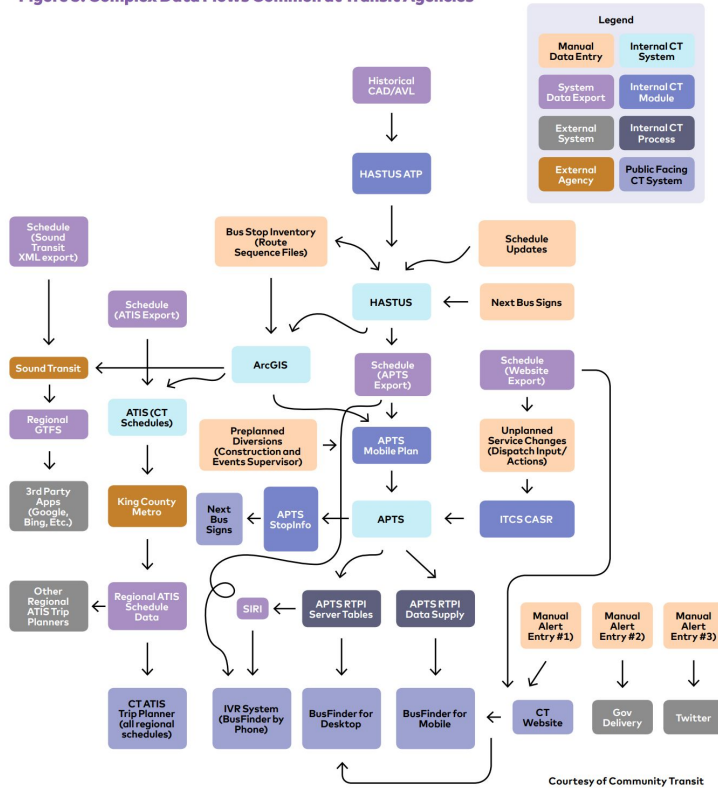 Figure 3: Complex Data Flows Common at Transit Agencies
Legend
Manual
Data Entry
Internal CT
System
System
Data Export
Internal CT
Module
External
System
Internal CT
Process
External
Agency
Public Facing
CT System
Historical
CAD/AVL
HASTUS ATP
Schedule
(Sound
Transit
XML export)
Bus Stop Inventory
(Route
Sequence Files)
Schedule
Updates
Schedule
(ATIS Export)
HASTUS
Next Bus Signs
Sound Transit
ArcGIS
Schedule
(APTS
Export)
Schedule
(Website
Export)
Regional
GTFS
ATIS (CT
Schedules)
Preplanned
Diversions
(Construction and
Events Supervisor)
APTS
Mobile Plan
Unplanned
Service Changes
(Dispatch Input/
Actions)
3rd Party
Apps
(Google,
Bing, Etc.)
King County
Metro
Next
Bus
Signs
APTS
StopInfo
APTS
ITCS CASR
Other
Regional
ATIS Trip
Planners
Regional ATIS
Schedule
Data
SIRI
APTS RTPI
Server Tables
APTS RTPI
Data Supply
Manual
Alert
Entry #1)
Manual
Alert
Entry #2)
Manual
Alert
Entry #3)
CT ATIS
Trip Planner
(all regional
schedules)
IVR System
(BusFinder by
Phone)
BusFinder for
Desktop
BusFinder for
Mobile
CT
Website
Gov
Delivery
Twitter
Courtesy of Community Transit